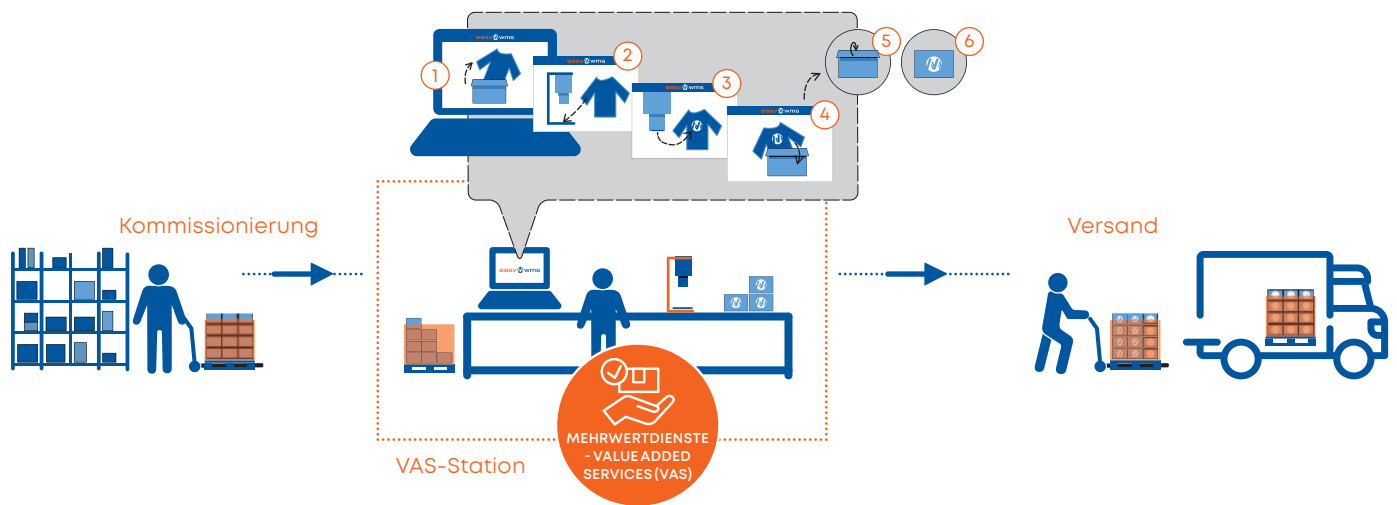 easy wms
1
easy wms
2
easy wms
3
easy wms
4
5
6
Kommissionierung
Versand
easy wms
VAS-Station
MEHRWERTDIENSTE
- VALUE ADDED
SERVICES (VAS)